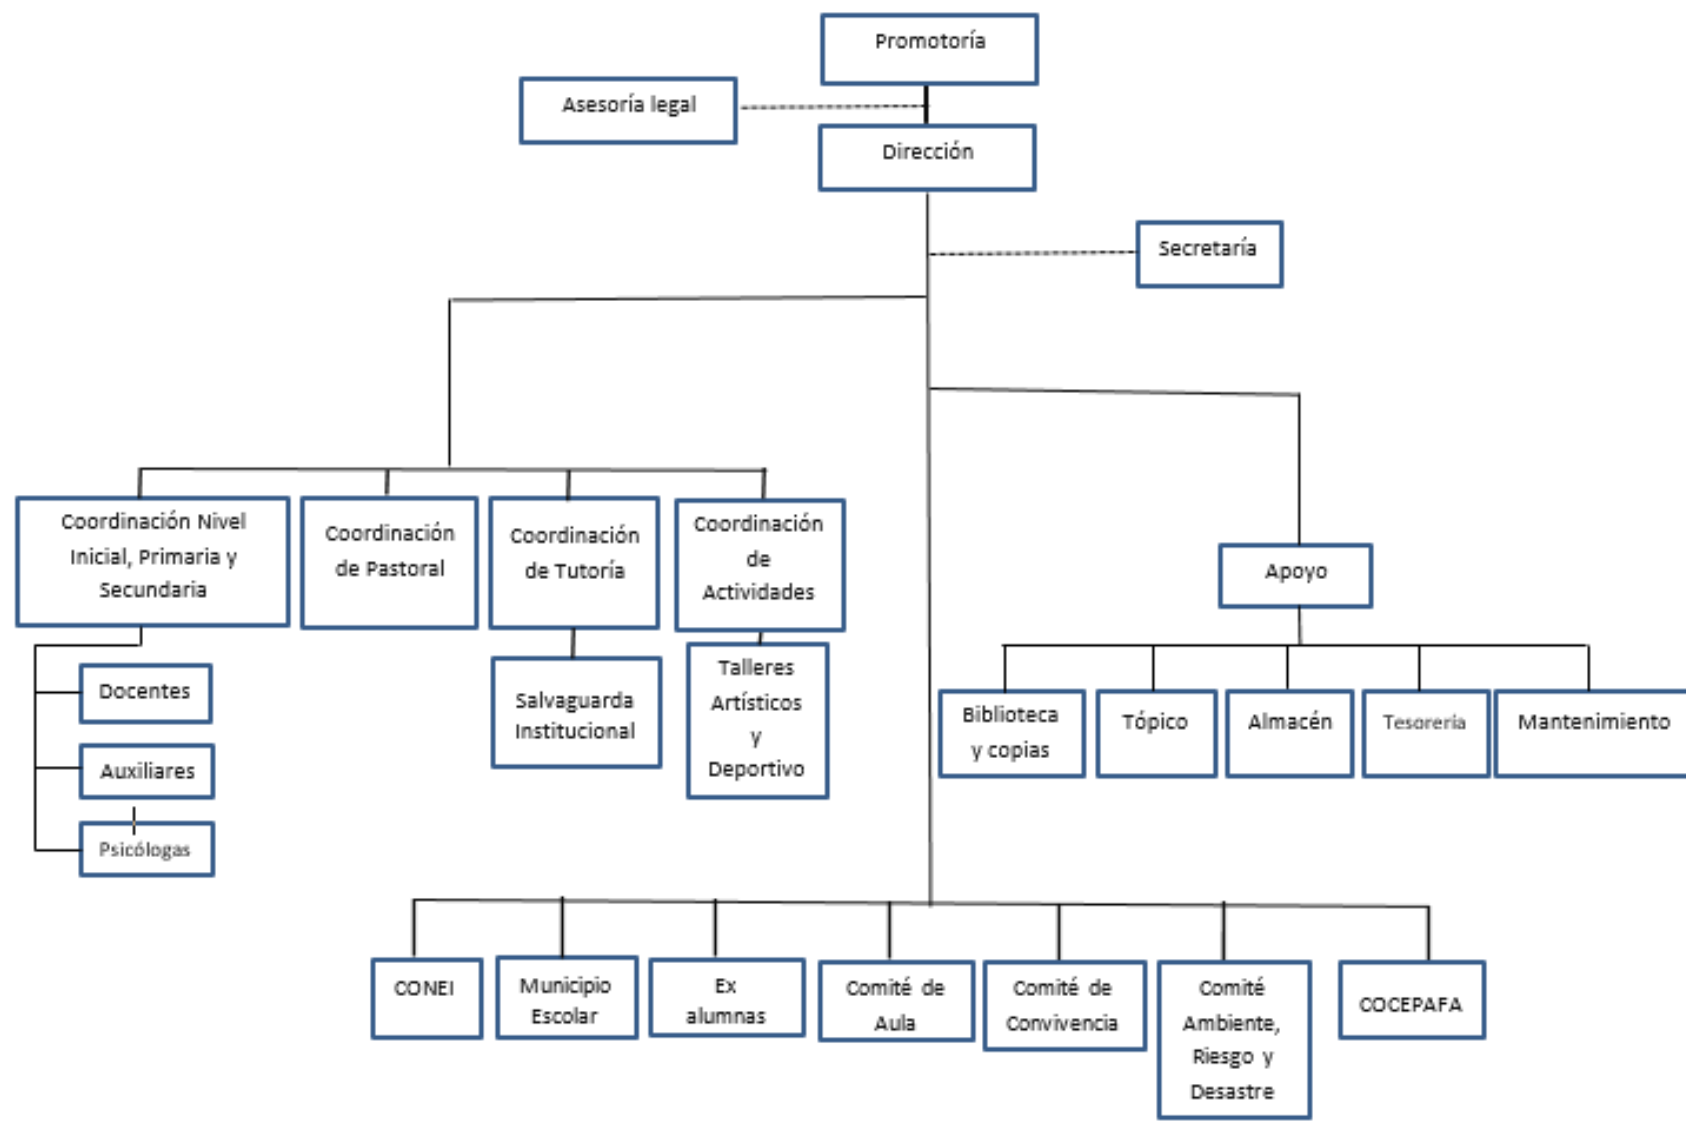 Promotoría
Asesoría legal
Dirección
Secretaría
Coordinación Nivel
Inicial, Primaria y
Secundaria
Coordinación
de Pastoral
Coordinación
de Tutoría
Coordinación
de
Actividades
Apoyo
Docentes
Auxiliares
Psicólogas
Salvaguarda
Institucional
Talleres
Artísticos
y
Deportivo
Biblioteca
y copias
Tópico
Almacén
Tesorería
Mantenimiento
CONEI
Municipio
Escolar
Ex
alumnas
Comité de
Aula
Comité de
Convivencia
Comité
Ambiente,
Riesgo y
Desastre
COCEPAFA